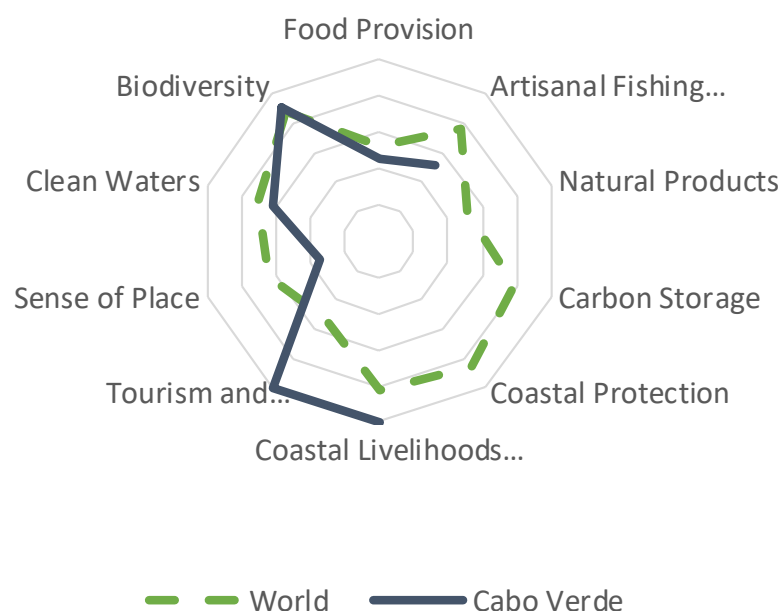 Food Provision
Biodiversity
Artisanal Fishing...
Clean Waters
Natural Products
Sense of Place
Carbon Storage
Tourism and...
Coastal Protection
Coastal Livelihoods...
World
Cabo Verde